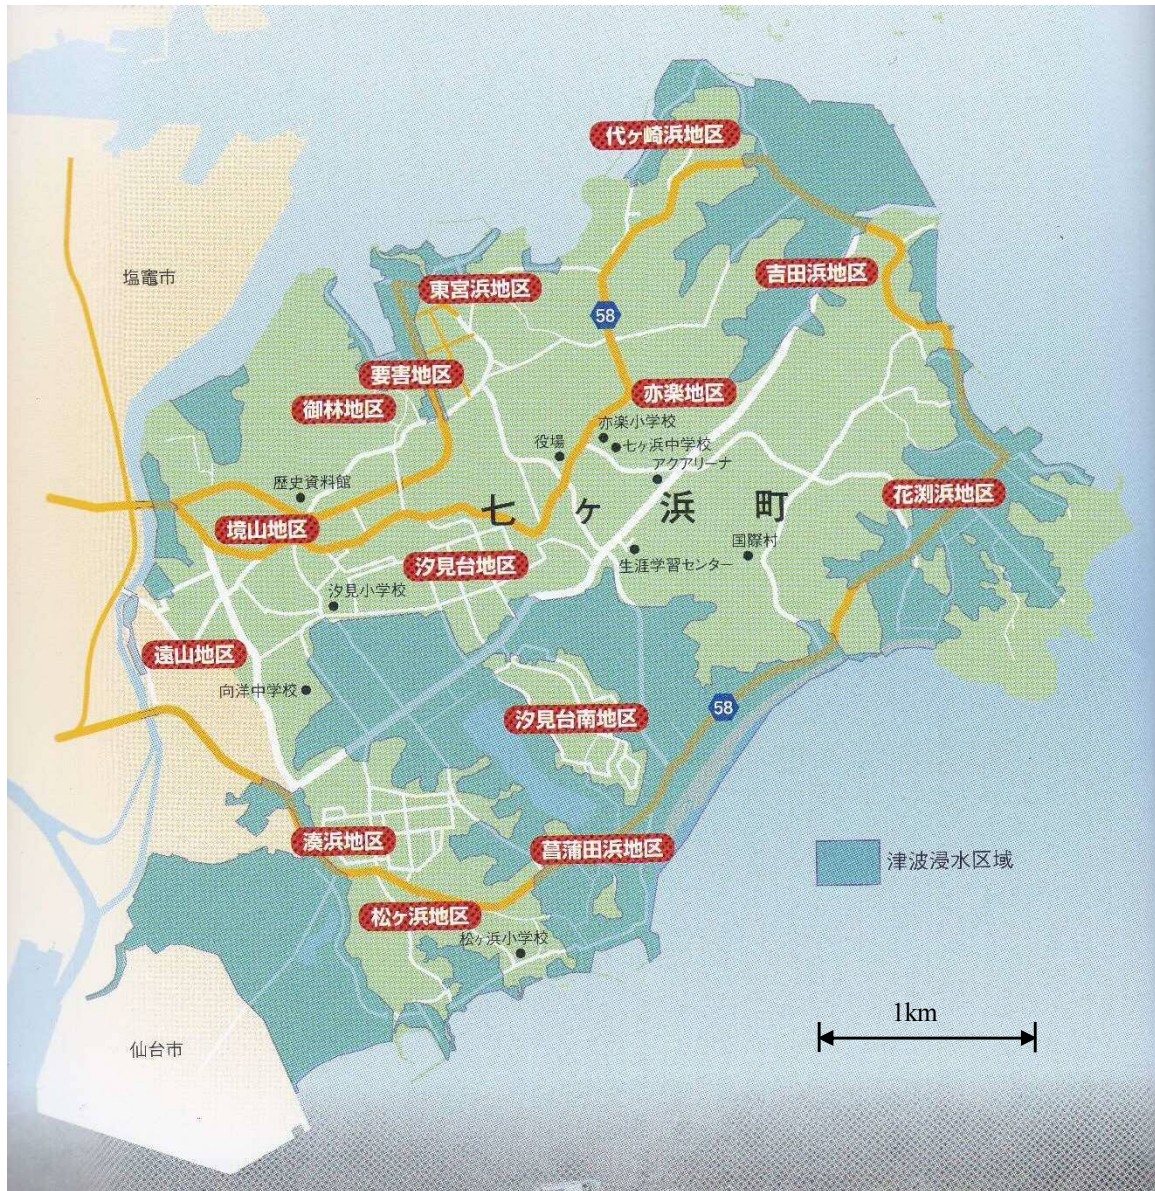 代ヶ崎浜地区
塩竈市
東宮浜地区
吉田浜地区
58
要害地区
御林地区
亦楽地区
亦楽小学校
役場
七ヶ浜中学校
アクアリーナ
歴史資料館
七ヶ浜町
花渕浜地区
境山地区
汐見台地区
生涯学習センター
国際村
汐見小学校
遠山地区
向洋中学校
汐見台南地区
58
湊浜地区
菖蒲田浜地区
津波浸水区域
松ヶ浜地区
松ヶ浜小学校
1km
仙台市